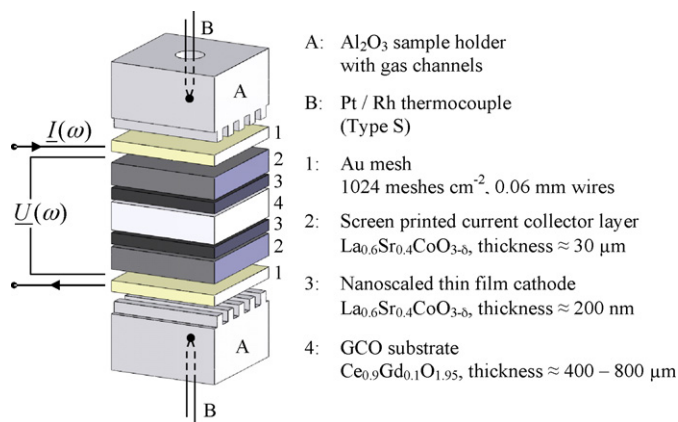 B
A
I(ω)
U(ω)
1
2
3
4
3
2
1
A
B
A: Al₂O₃ sample holder
with gas channels
B: Pt / Rh thermocouple
(Type S)
1: Au mesh
1024 meshes cm⁻², 0.06 mm wires
2: Screen printed current collector layer
La₀.₆Sr₀.₄CoO₃₋δ, thickness ≈ 30 μm
3: Nanoscaled thin film cathode
La₀.₆Sr₀.₄CoO₃₋δ, thickness ≈ 200 nm
4: GCO substrate
Ce₀.₉Gd₀.₁O₁.₉₅, thickness ≈ 400 – 800 μm